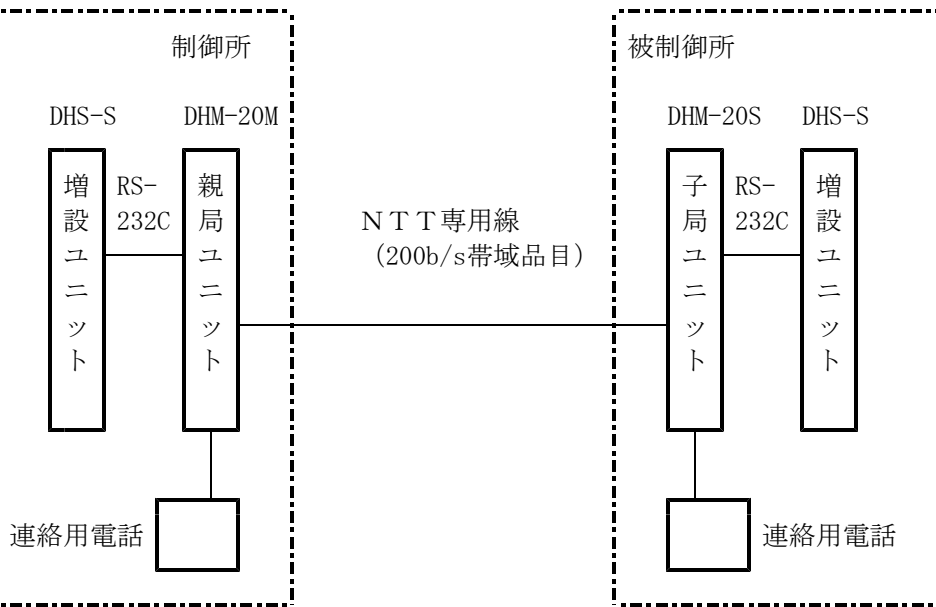 制御所
被制御所
DHS-S
DHM-20M
DHM-20S
DHS-S
増設ユニット
RS-
232C
親局ユニット
NTT専用線
(200b/s帯域品目)
子局ユニット
RS-
232C
増設ユニット
連絡用電話
連絡用電話